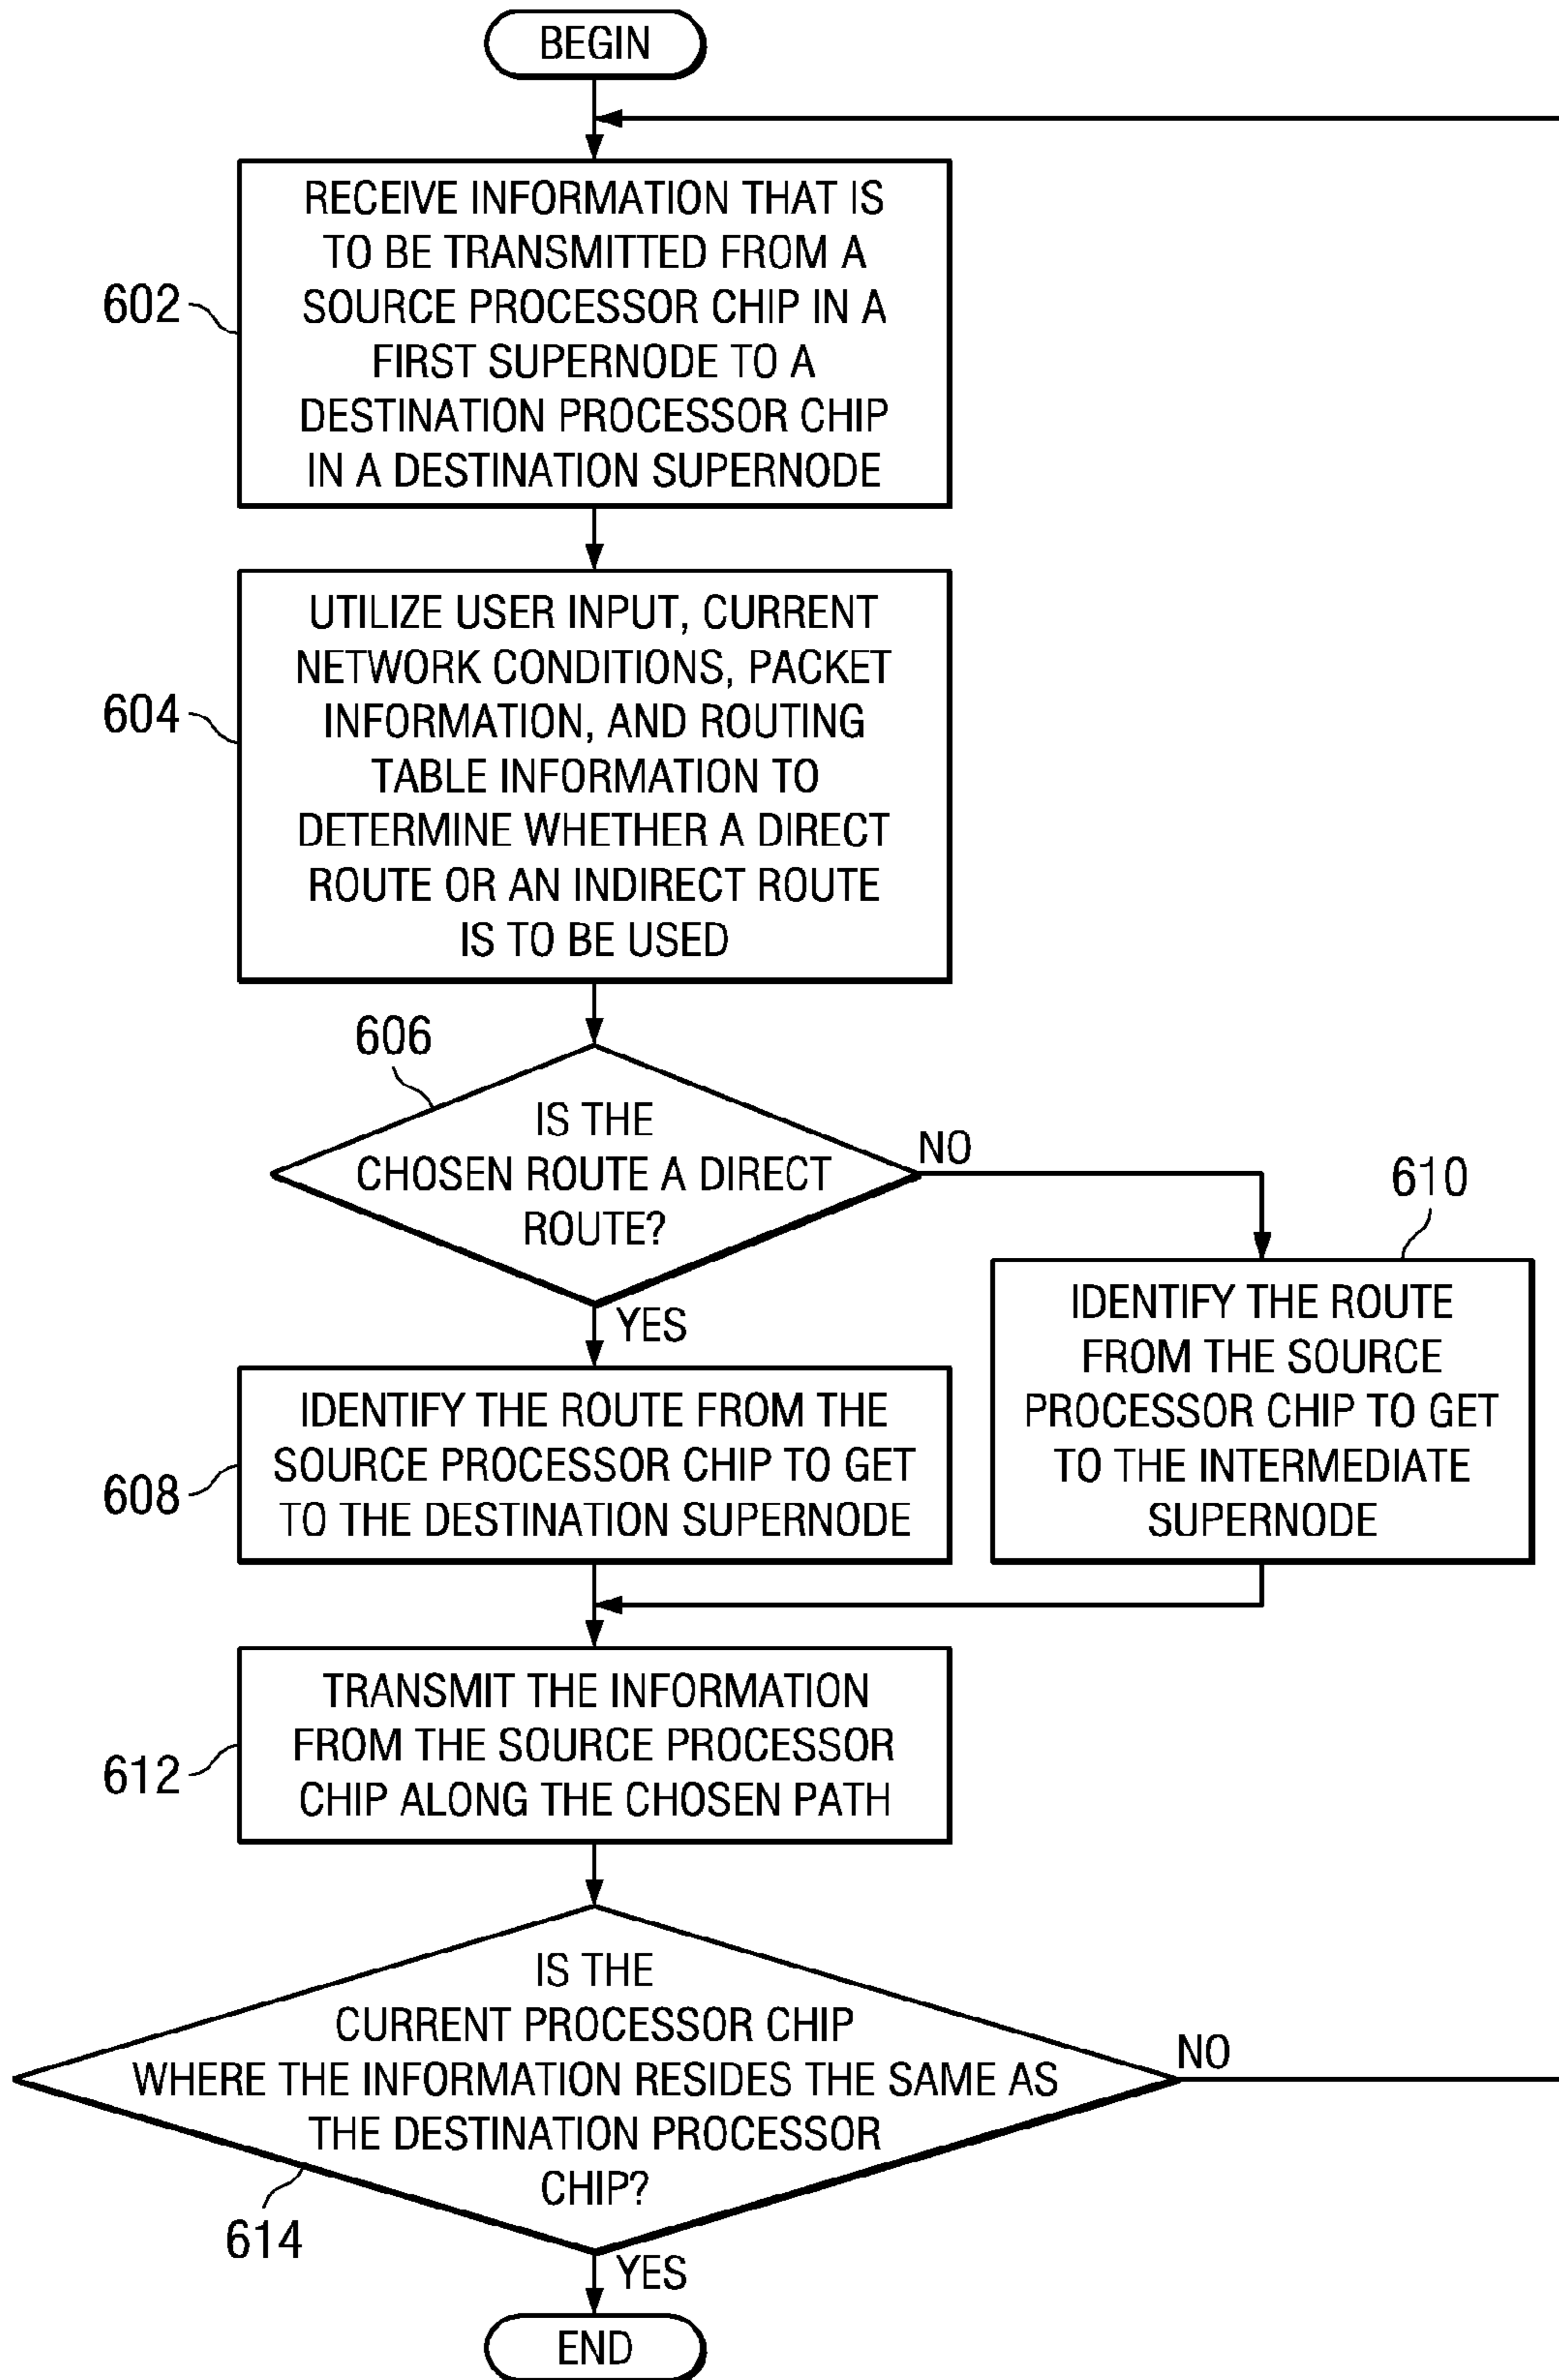 BEGIN
RECEIVE INFORMATION THAT IS
TO BE TRANSMITTED FROM A
SOURCE PROCESSOR CHIP IN A
FIRST SUPERNODE TO A
DESTINATION PROCESSOR CHIP
IN A DESTINATION SUPERNODE
602
UTILIZE USER INPUT, CURRENT
NETWORK CONDITIONS, PACKET
INFORMATION, AND ROUTING
TABLE INFORMATION TO
DETERMINE WHETHER A DIRECT
ROUTE OR AN INDIRECT ROUTE
IS TO BE USED
604
606
IS THE
CHOSEN ROUTE A DIRECT
ROUTE?
NO
YES
610
IDENTIFY THE ROUTE
FROM THE SOURCE
PROCESSOR CHIP TO GET
TO THE INTERMEDIATE
SUPERNODE
IDENTIFY THE ROUTE FROM THE
SOURCE PROCESSOR CHIP TO GET
TO THE DESTINATION SUPERNODE
608
TRANSMIT THE INFORMATION
FROM THE SOURCE PROCESSOR
CHIP ALONG THE CHOSEN PATH
612
IS THE
CURRENT PROCESSOR CHIP
WHERE THE INFORMATION RESIDES THE SAME AS
THE DESTINATION PROCESSOR
CHIP?
NO
614
YES
END